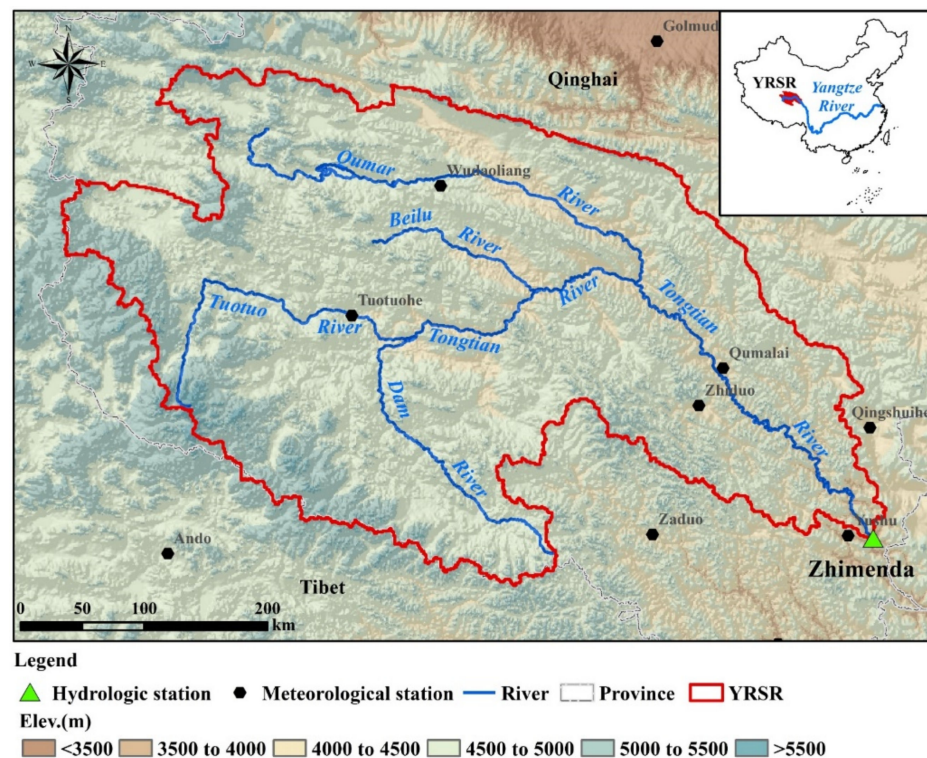 Golmud
Qinghai
N
W
E
S
YRSR
Yangtze
River
Qumar
River
Wudaoliang
Beilu
River
River
Tuotuo
Tuotuohe
River
Tongtian
Tongtian
Qumalai
Zhiduo
Dam
River
River
Qingshuihe
Zaduo
Yushu
Zhimenda
Ando
Tibet
0 50 100 200
km
Legend
Hydrologic station Meteorological station River Province YRSR
Elev.(m)
<3500 3500 to 4000 4000 to 4500 4500 to 5000 5000 to 5500 >5500